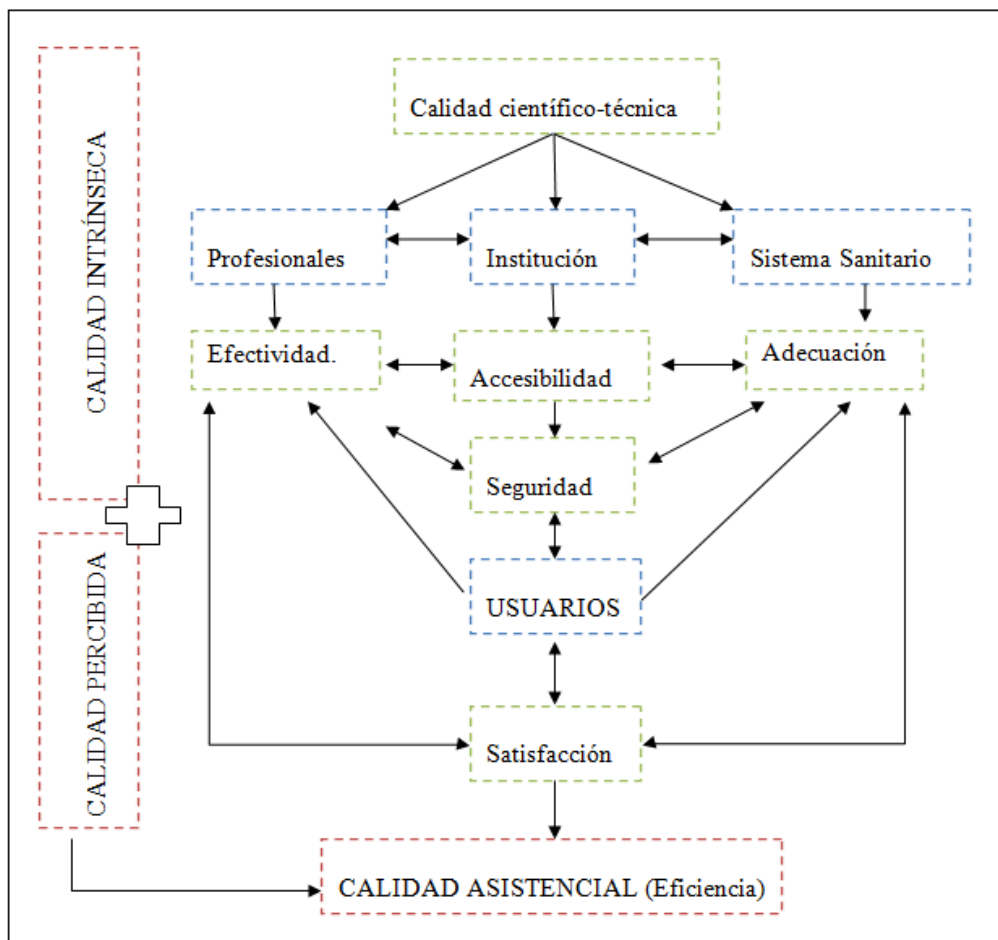 CALIDAD INTRÍNSECA
Calidad científico-técnica
Profesionales
Institución
Sistema Sanitario
Efectividad.
Accesibilidad
Adecuación
Seguridad
CALIDAD PERCIBIDA
USUARIOS
Satisfacción
CALIDAD ASISTENCIAL (Eficiencia)